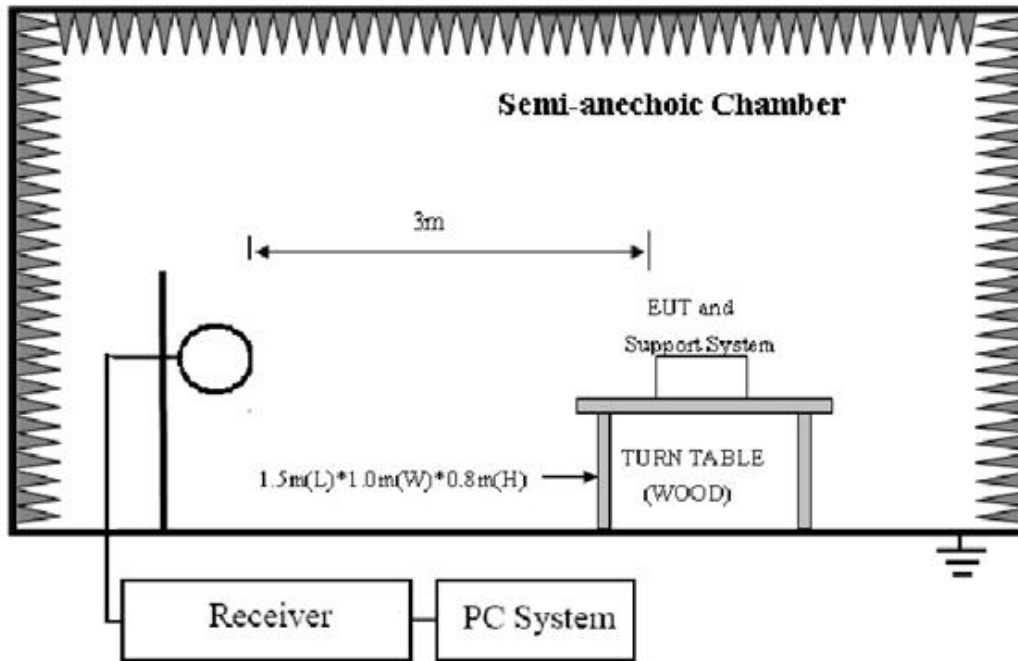 Semi-anechoic Chamber
3m
EUT and
Support System
1.5m(L)*1.0m(W)*0.8m(H)
TURN TABLE
(WOOD)
Receiver
PC System